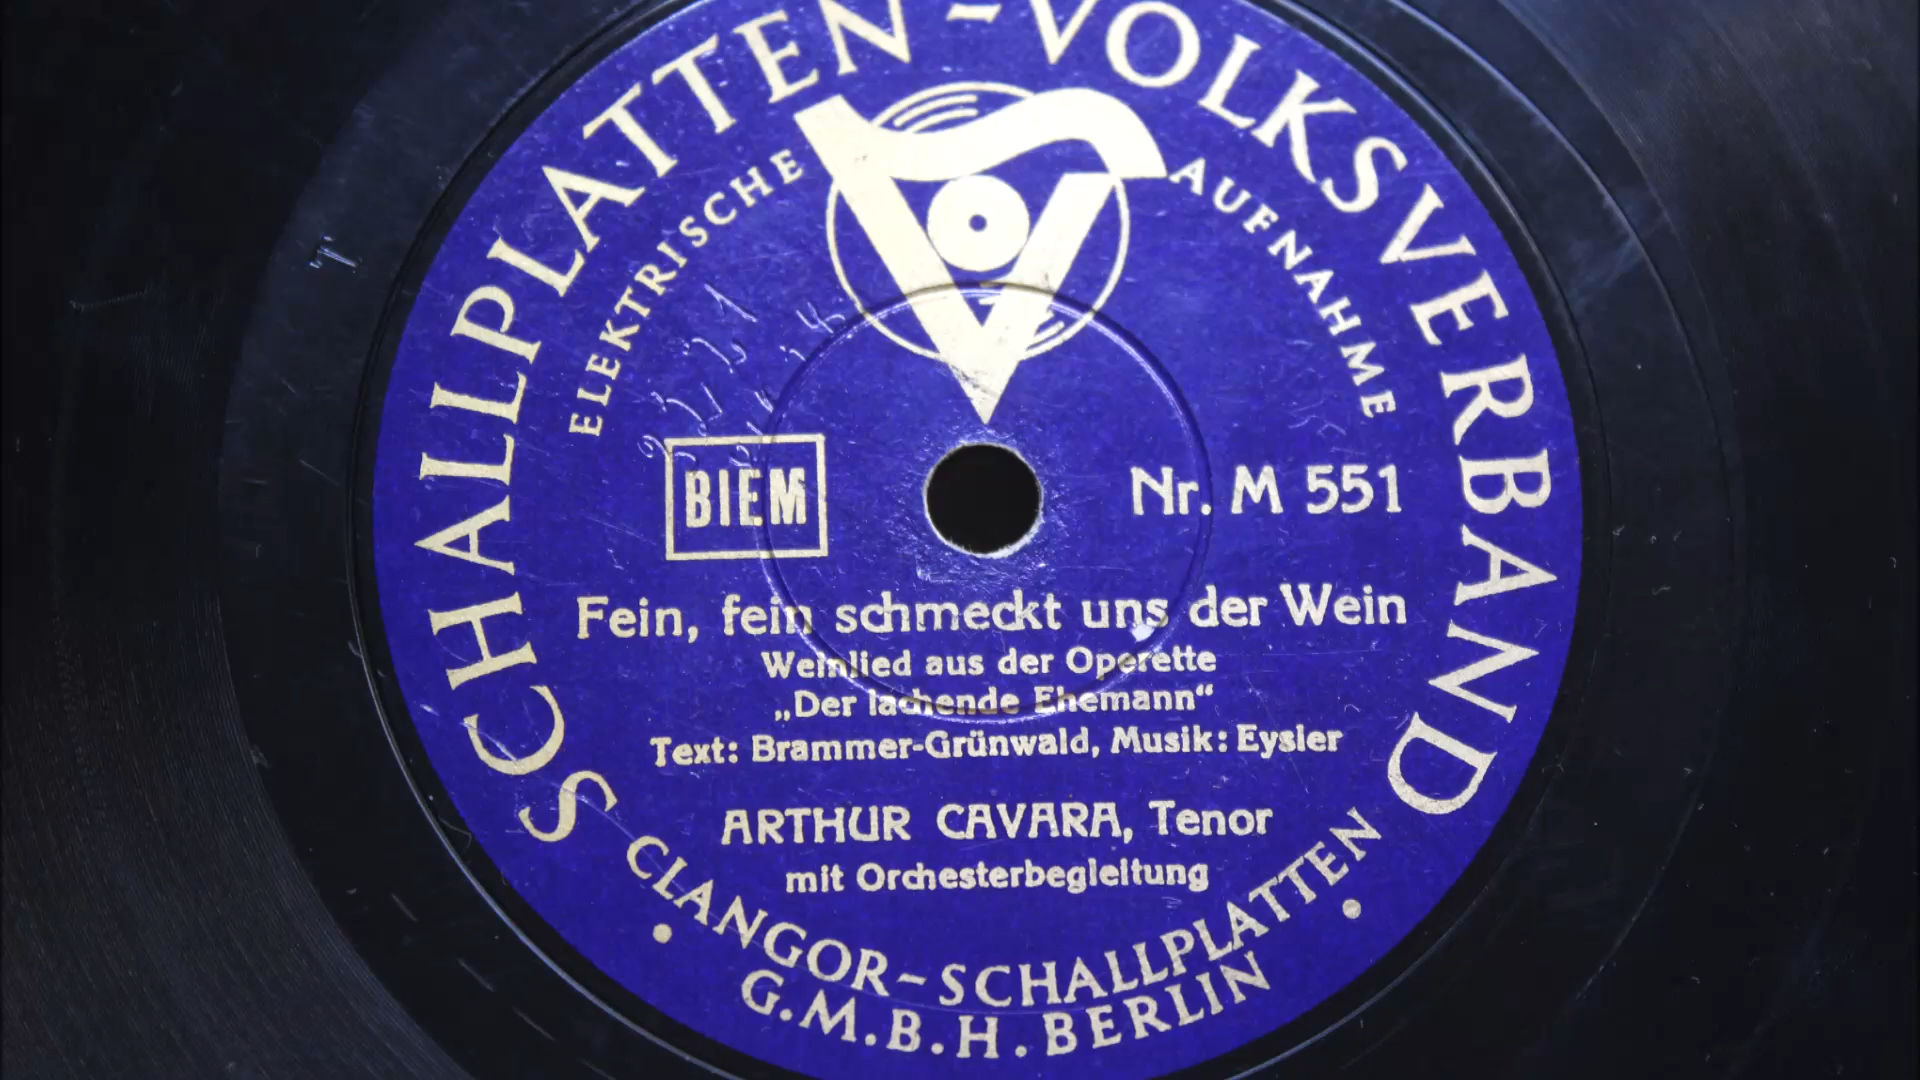 SCHALLPLATTEN-VOLKSVERBAND
ELEKTRISCHE AUFNAHME
BIEM
Nr. M 551
Fein, fein schmeckt uns der Wein
Weinlied aus der Operette
„Der lachende Ehemann“
Text: Brammer-Grünwald, Musik: Eysler
ARTHUR CAVARA, Tenor
mit Orchesterbegleitung
CLANGOR-SCHALLPLATTEN
G.M.B.H. BERLIN